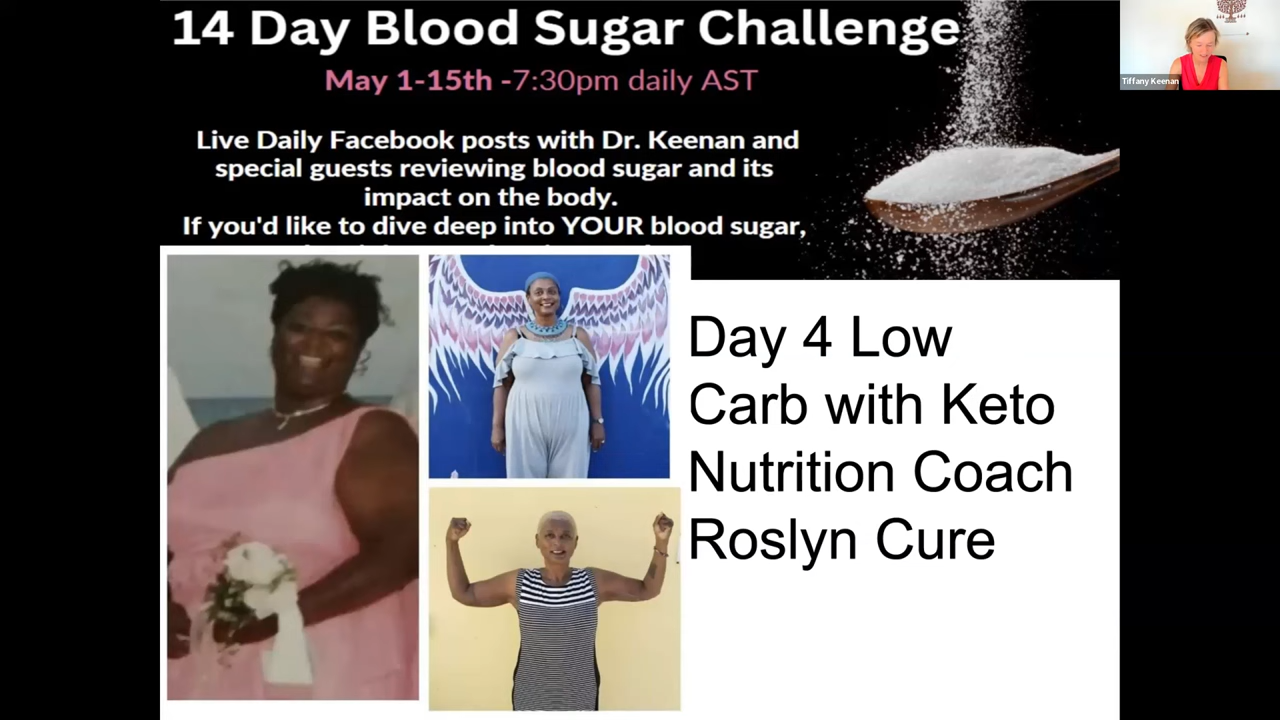 14 Day Blood Sugar Challenge
May 1-15th -7:30pm daily AST
Live Daily Facebook posts with Dr. Keenan and
special guests reviewing blood sugar and its
impact on the body.
If you'd like to dive deep into YOUR blood sugar,
Tiffany Keenan
Day 4 Low
Carb with Keto
Nutrition Coach
Roslyn Cure